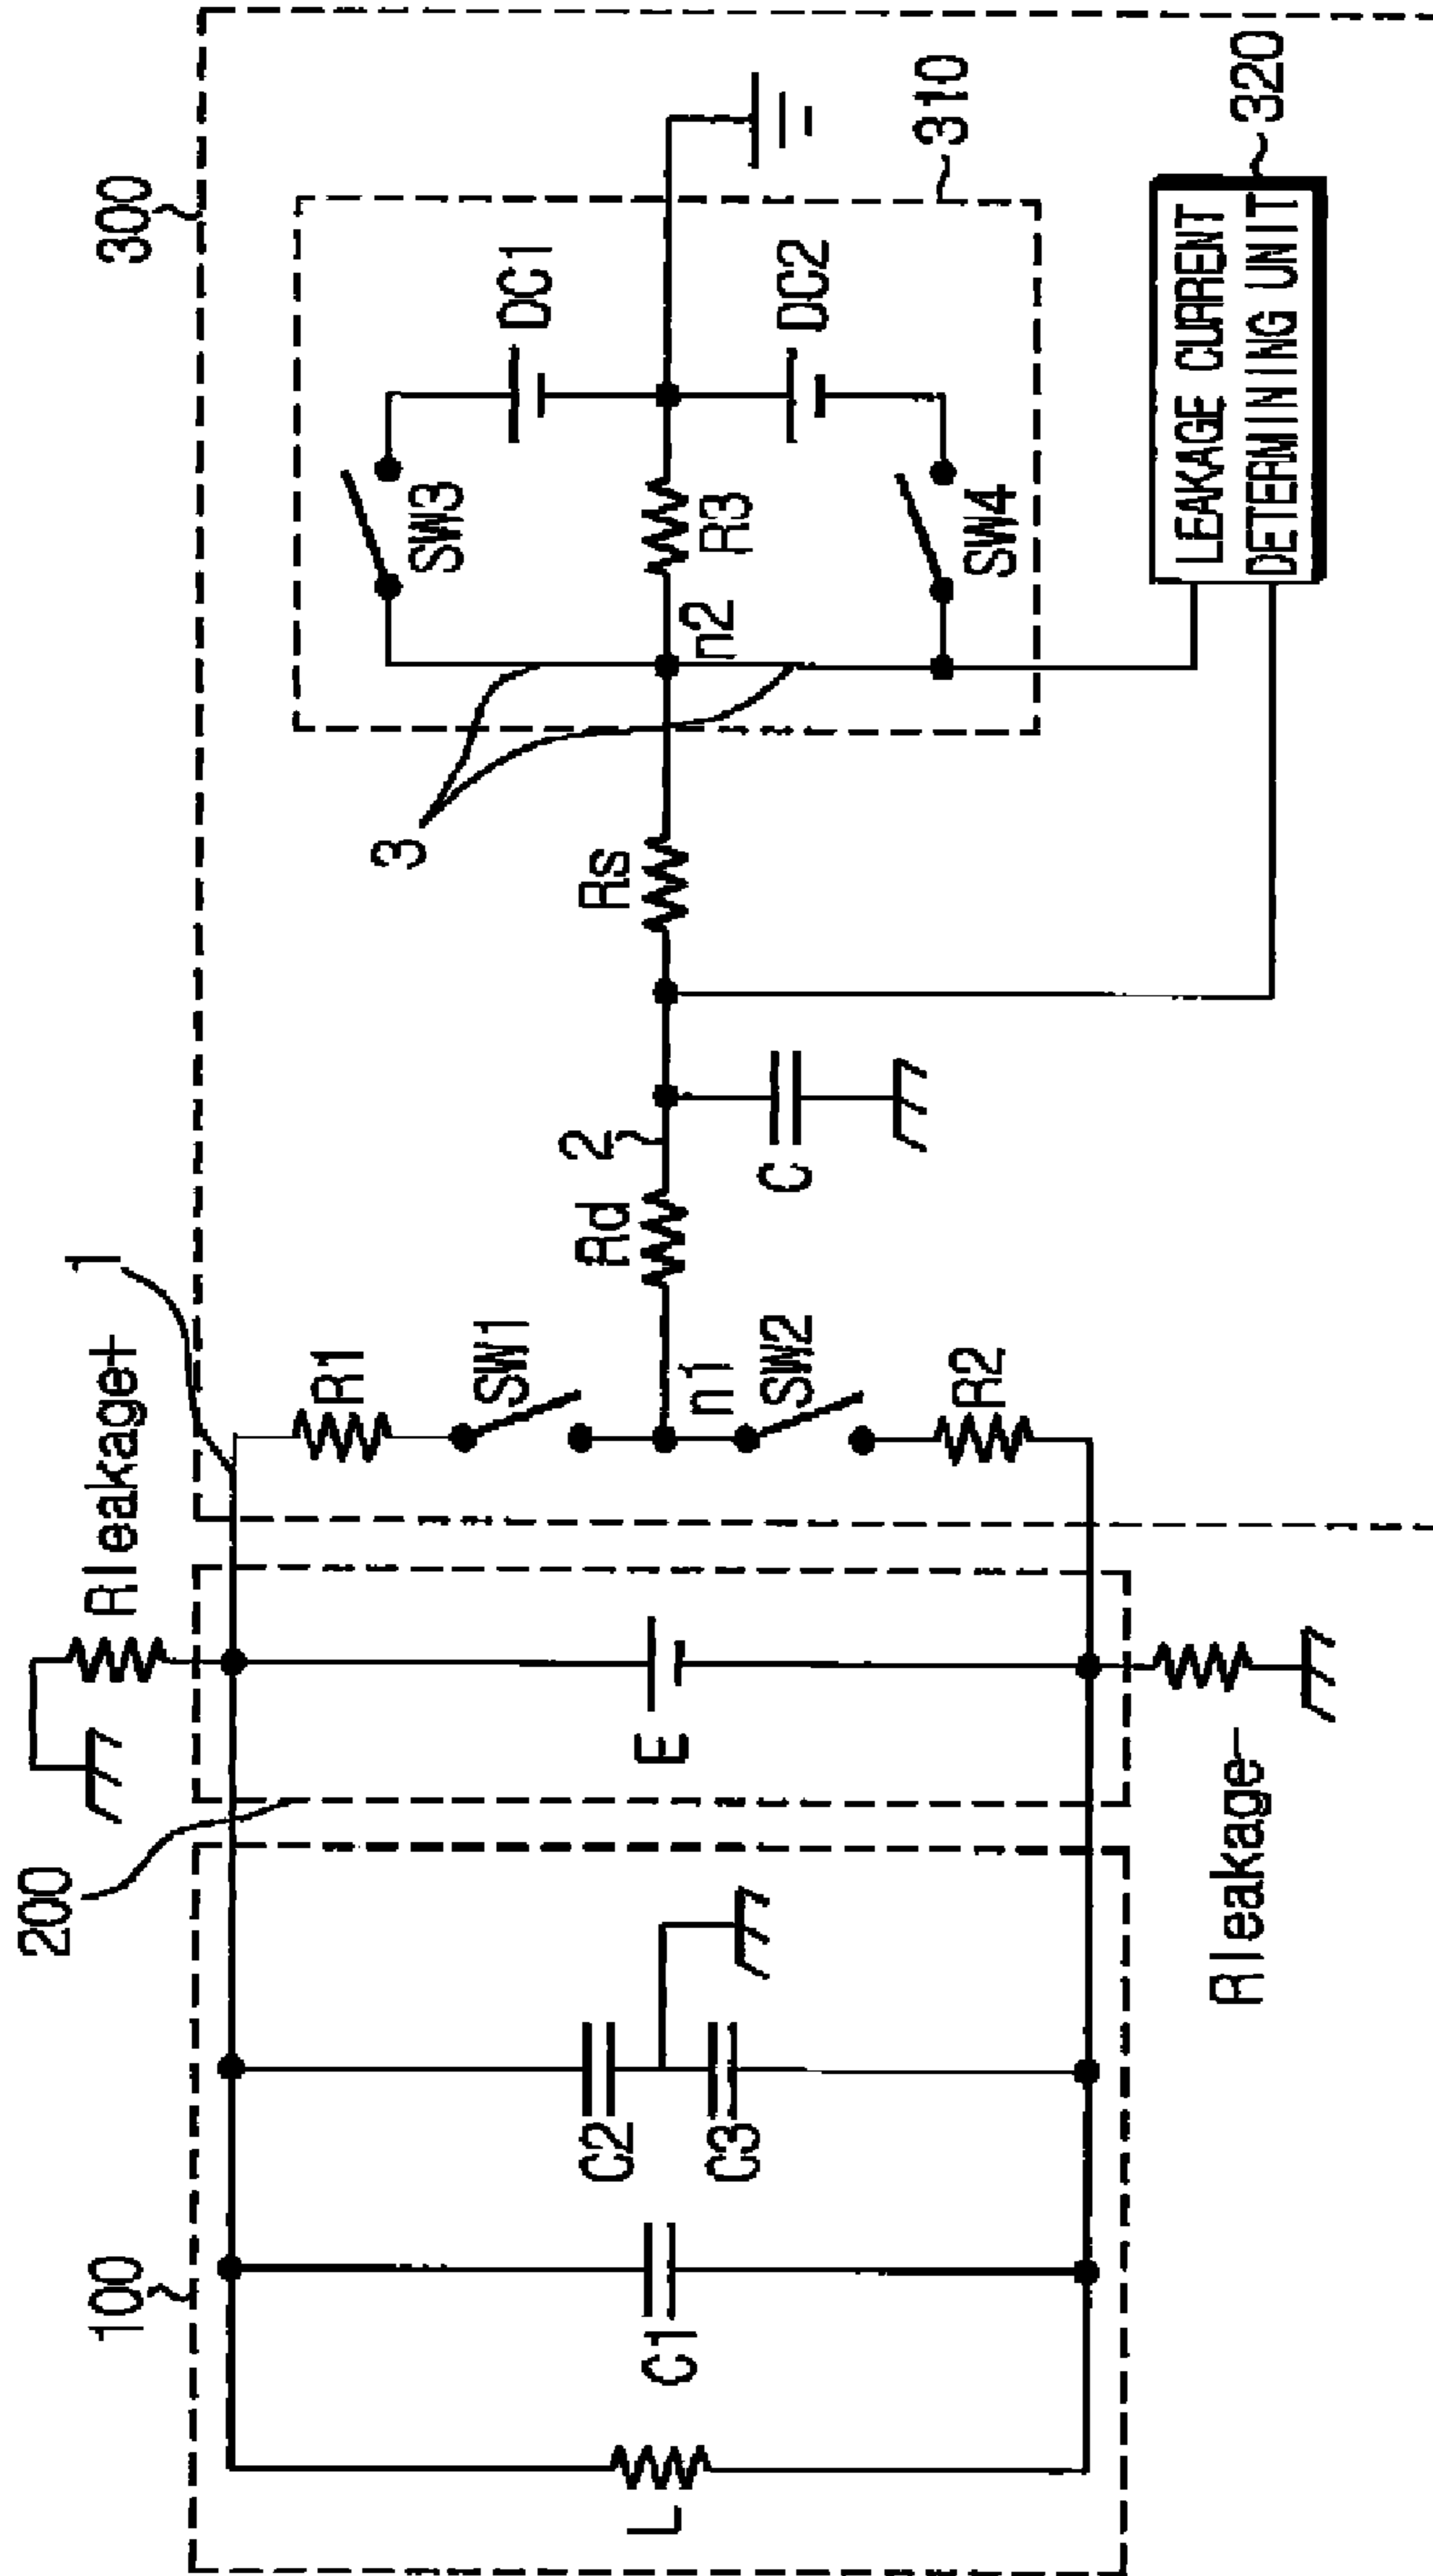 300
310
320
DC1
DC2
SW3
R3
SW4
n2
LEAKAGE CURRENT
DETERMINING UNIT
3
Rs
2
C
Rd
1
R1
SW1
n1
SW2
R2
Rleakage+
E
Rleakage-
200
C2
C3
100
C1
L